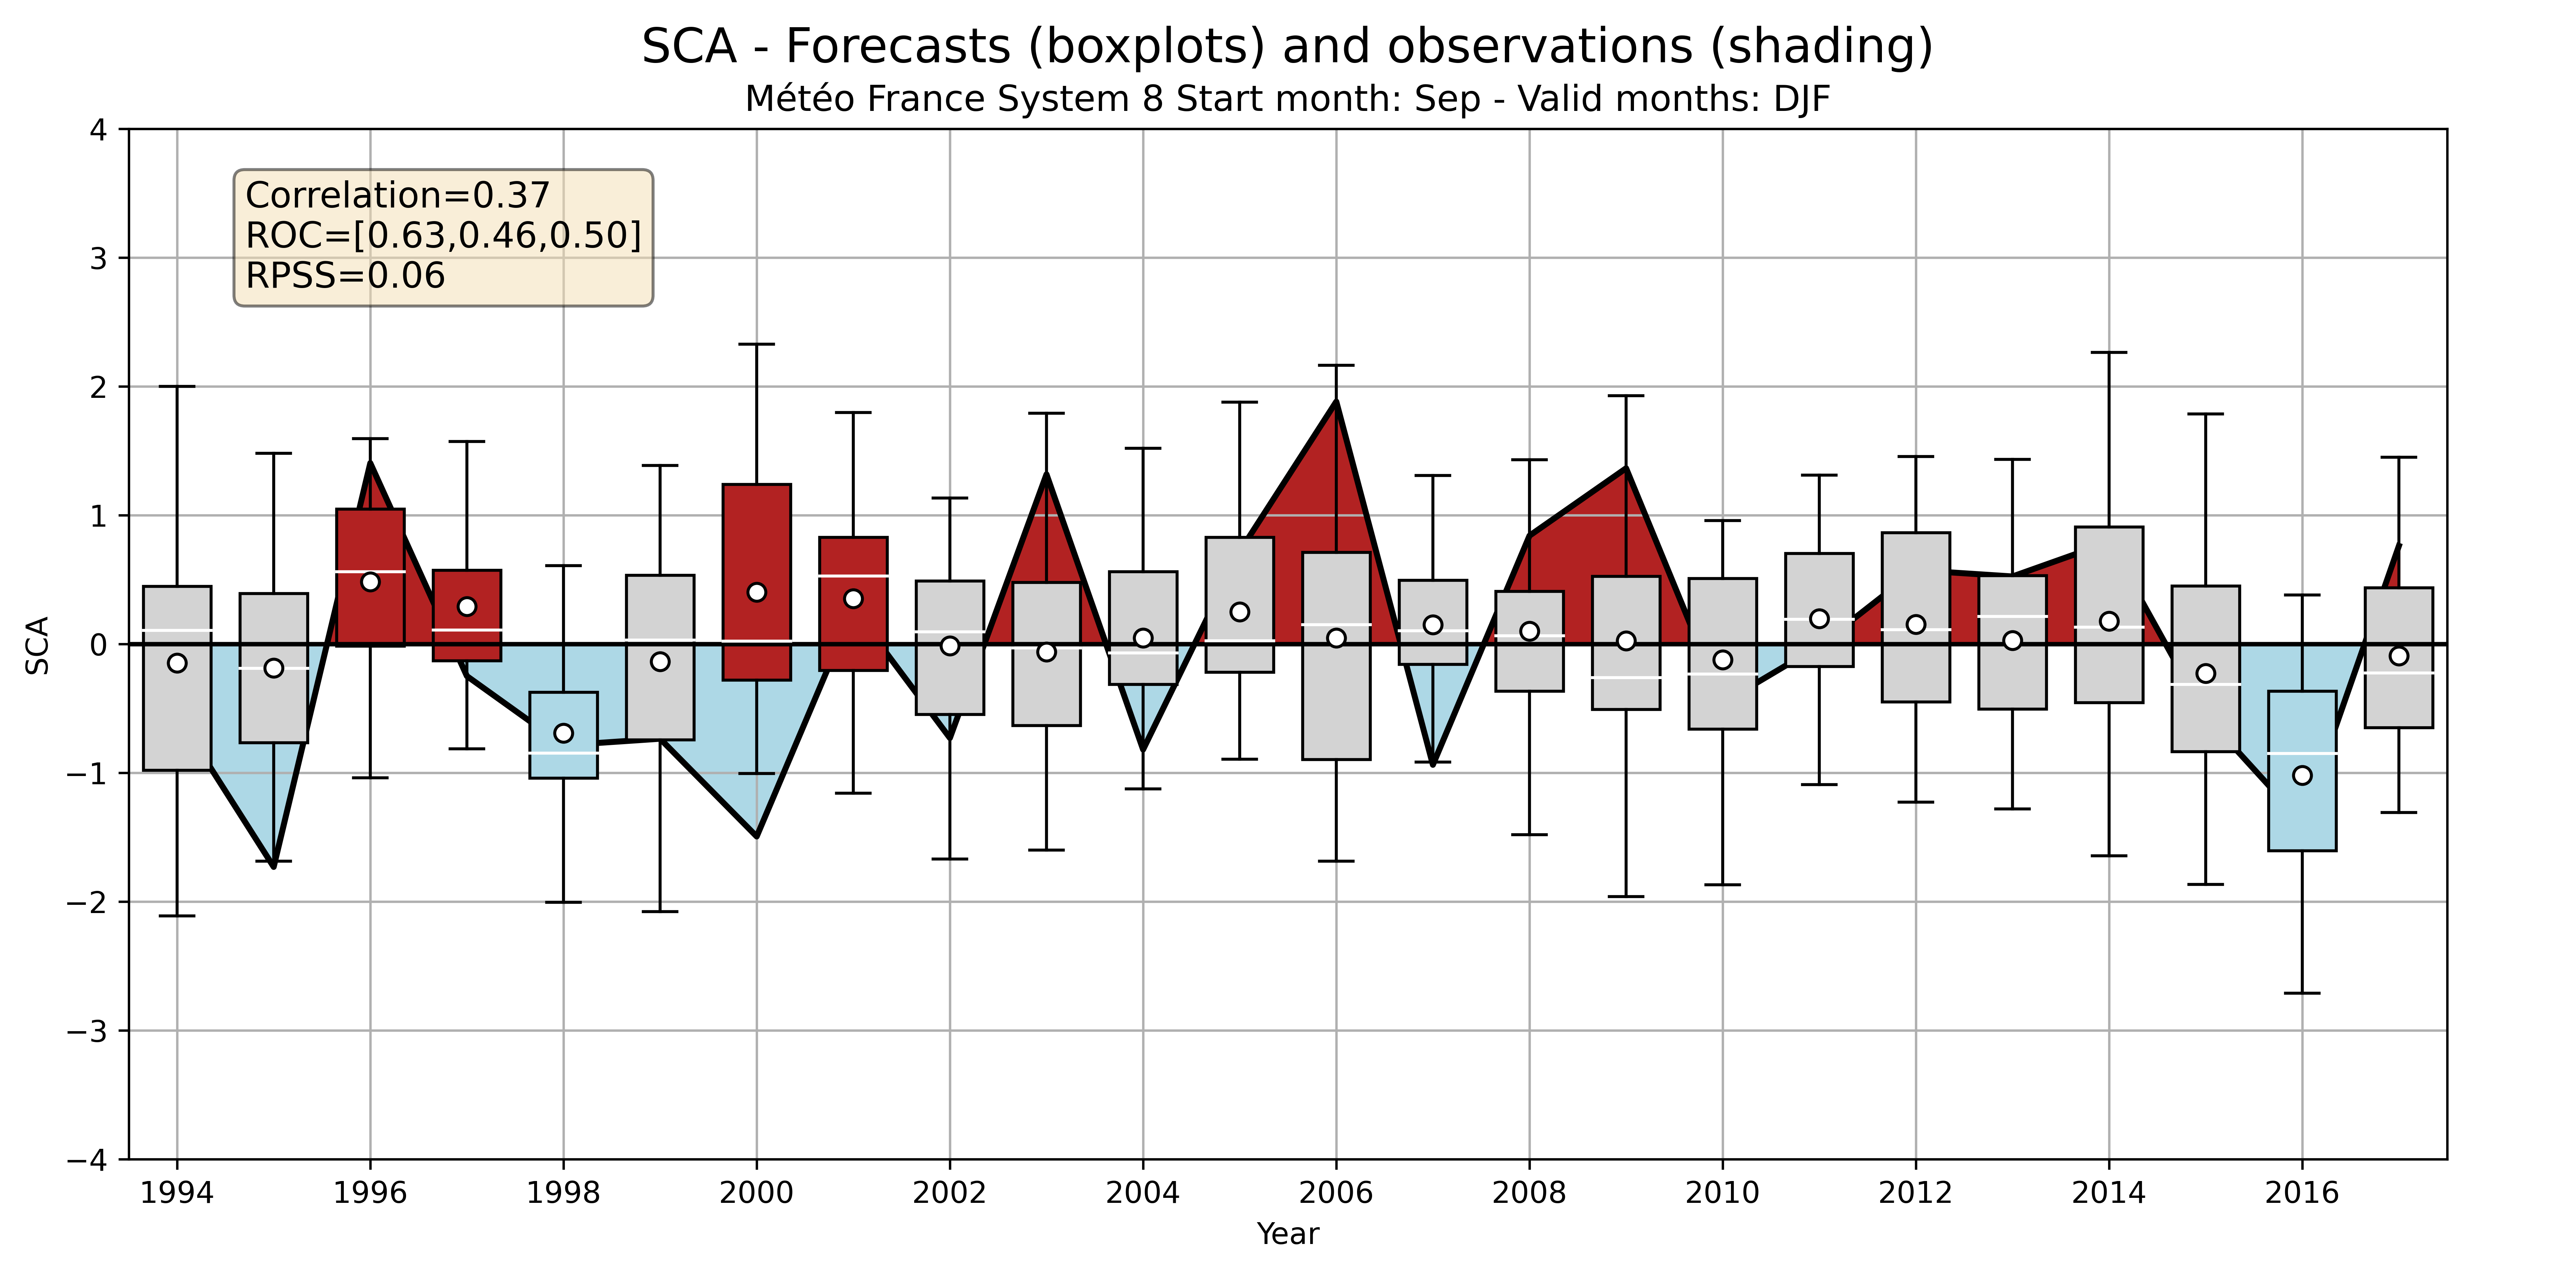 SCA - Forecasts (boxplots) and observations (shading)
Météo France System 8 Start month: Sep - Valid months: DJF
Correlation=0.37
ROC=[0.63,0.46,0.50]
RPSS=0.06
4
3
2
1
0
−1
−2
−3
−4
SCA
1994 1996 1998 2000 2002 2004 2006 2008 2010 2012 2014 2016
Year